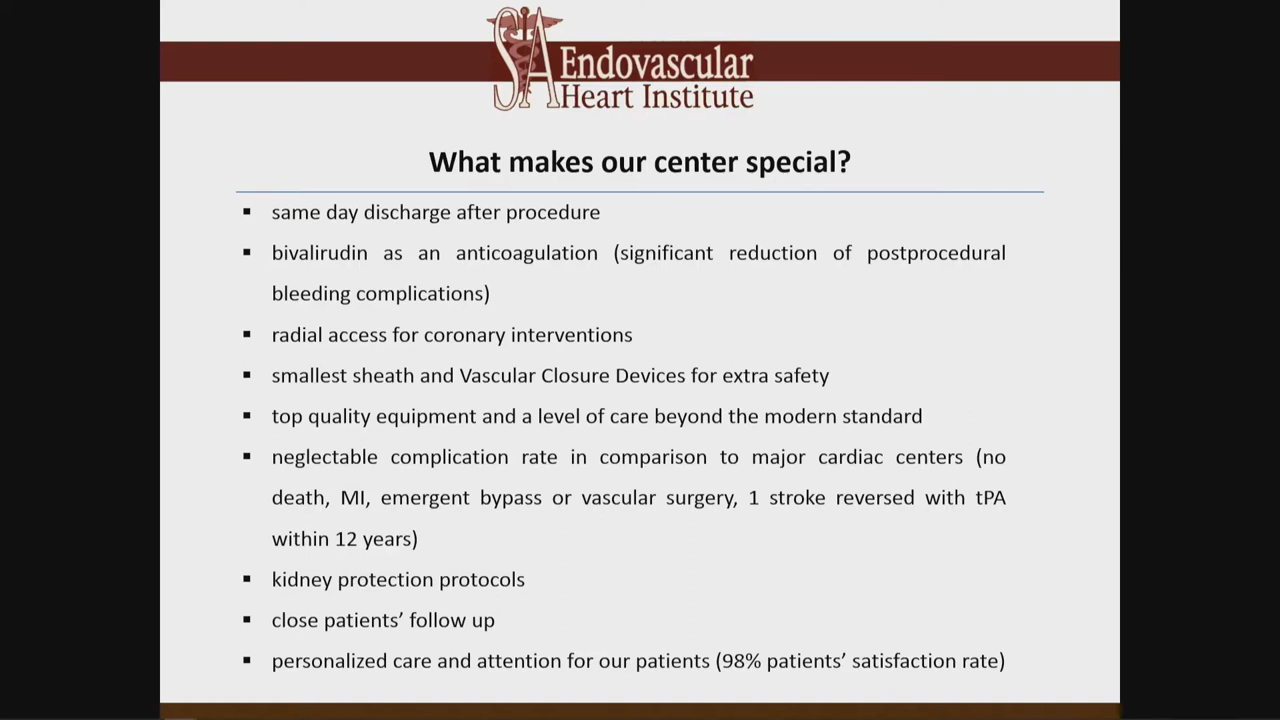 SA Endovascular
Heart Institute
What makes our center special?
▪ same day discharge after procedure
▪ bivalirudin as an anticoagulation (significant reduction of postprocedural
bleeding complications)
▪ radial access for coronary interventions
▪ smallest sheath and Vascular Closure Devices for extra safety
▪ top quality equipment and a level of care beyond the modern standard
▪ neglectable complication rate in comparison to major cardiac centers (no
death, MI, emergent bypass or vascular surgery, 1 stroke reversed with tPA
within 12 years)
▪ kidney protection protocols
▪ close patients’ follow up
▪ personalized care and attention for our patients (98% patients’ satisfaction rate)